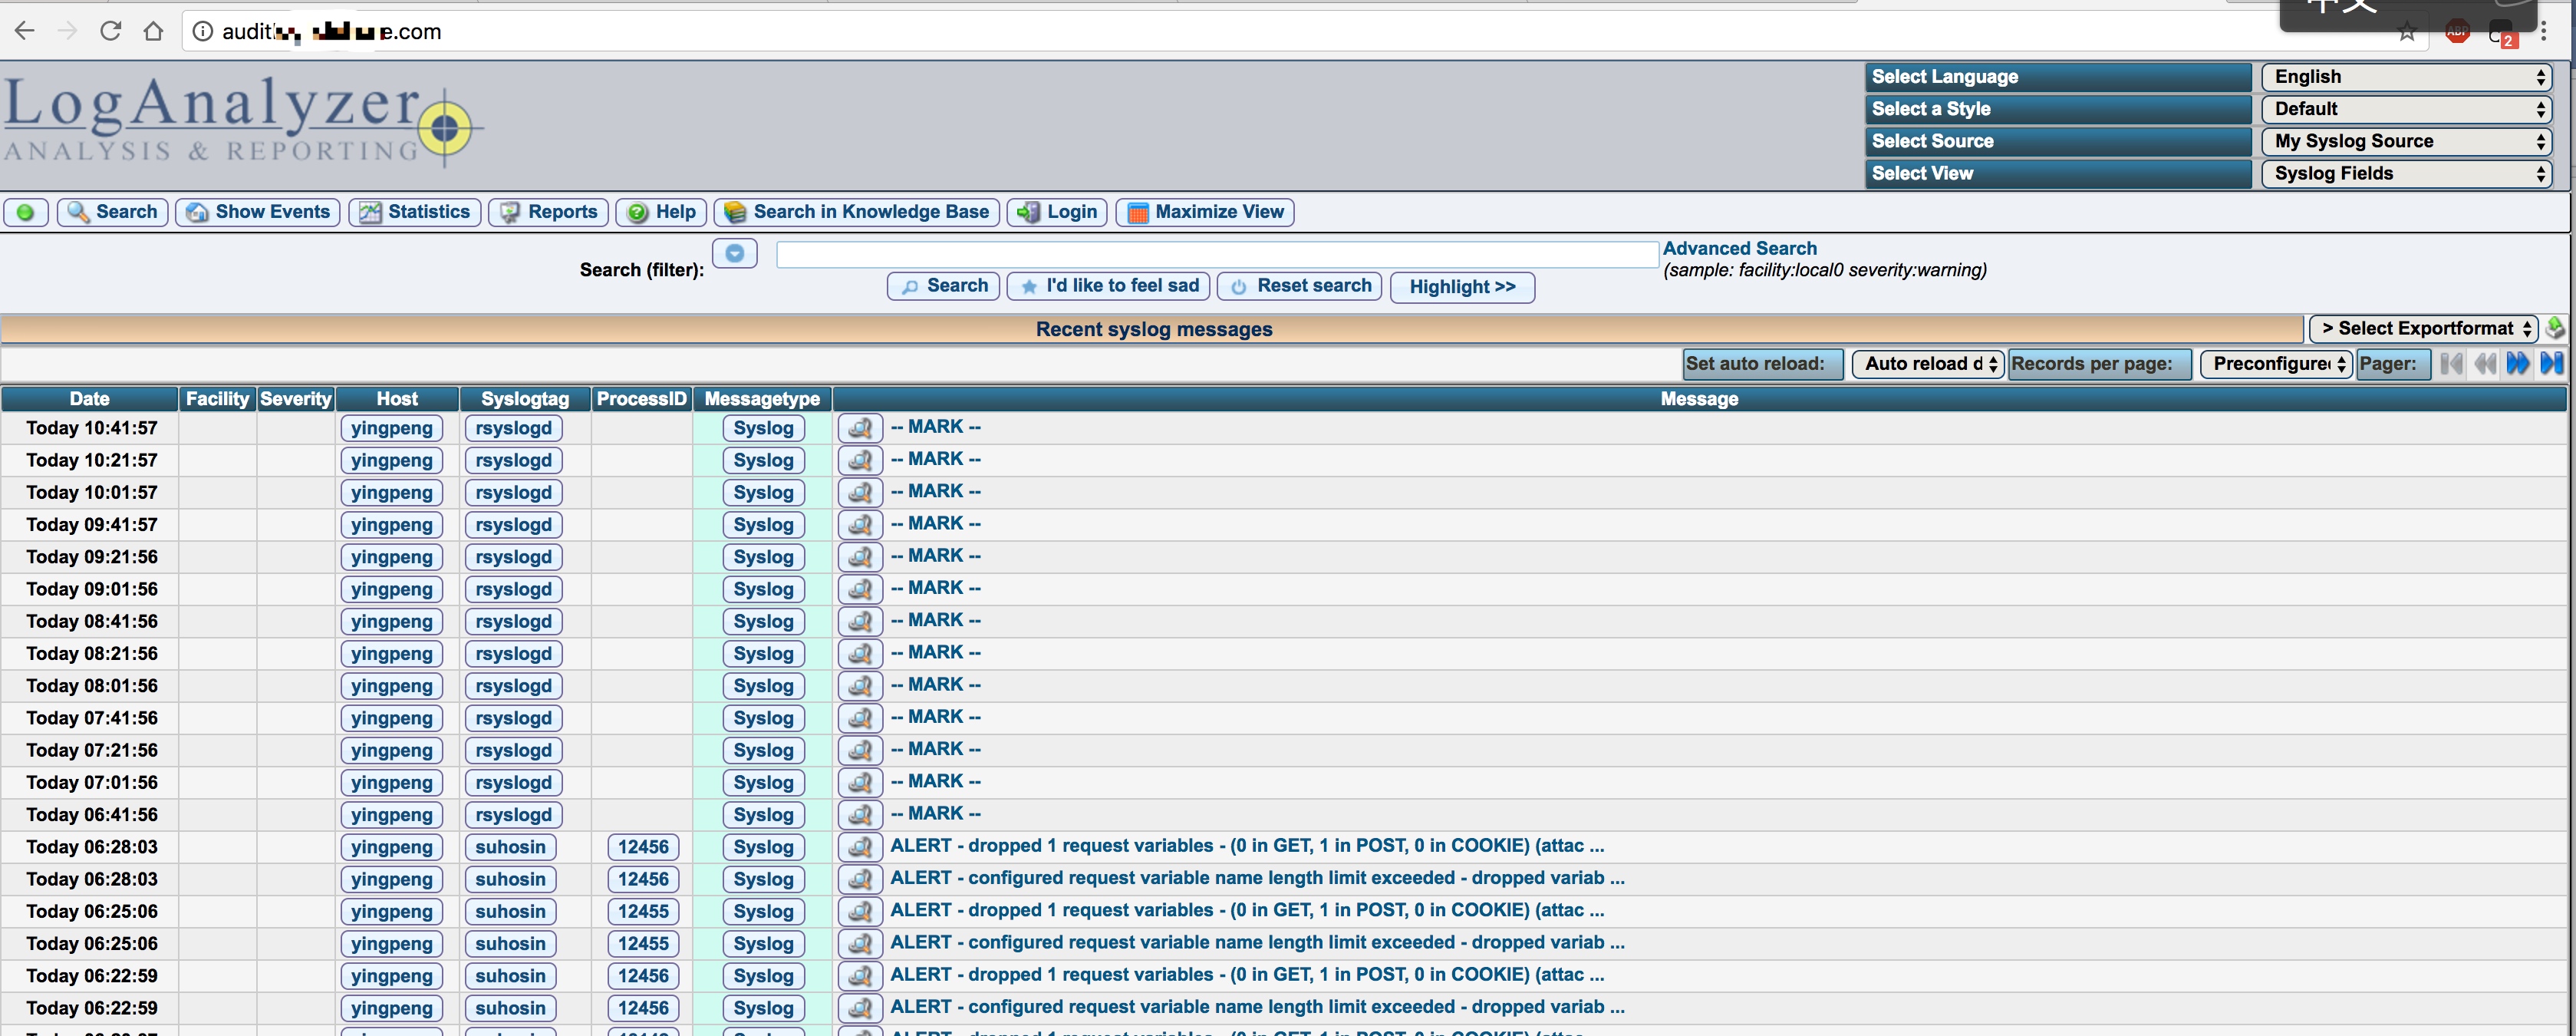 中文
audit e.com
ABP
2
LogAnalyzer
ANALYSIS & REPORTING
Select Language English
Select a Style Default
Select Source My Syslog Source
Select View Syslog Fields
Search Show Events Statistics Reports Help Search in Knowledge Base Login Maximize View
Search (filter): Advanced Search
(sample: facility:local0 severity:warning)
Search I'd like to feel sad Reset search Highlight >>
Recent syslog messages > Select Exportformat
Set auto reload: Auto reload d Records per page: Preconfigure Pager:
Date Facility Severity Host Syslogtag ProcessID Messagetype Message
Today 10:41:57 yingpeng rsyslogd Syslog -- MARK --
Today 10:21:57 yingpeng rsyslogd Syslog -- MARK --
Today 10:01:57 yingpeng rsyslogd Syslog -- MARK --
Today 09:41:57 yingpeng rsyslogd Syslog -- MARK --
Today 09:21:56 yingpeng rsyslogd Syslog -- MARK --
Today 09:01:56 yingpeng rsyslogd Syslog -- MARK --
Today 08:41:56 yingpeng rsyslogd Syslog -- MARK --
Today 08:21:56 yingpeng rsyslogd Syslog -- MARK --
Today 08:01:56 yingpeng rsyslogd Syslog -- MARK --
Today 07:41:56 yingpeng rsyslogd Syslog -- MARK --
Today 07:21:56 yingpeng rsyslogd Syslog -- MARK --
Today 07:01:56 yingpeng rsyslogd Syslog -- MARK --
Today 06:41:56 yingpeng rsyslogd Syslog -- MARK --
Today 06:28:03 yingpeng suhosin 12456 Syslog ALERT - dropped 1 request variables - (0 in GET, 1 in POST, 0 in COOKIE) (attac ...
Today 06:28:03 yingpeng suhosin 12456 Syslog ALERT - configured request variable name length limit exceeded - dropped variab ...
Today 06:25:06 yingpeng suhosin 12455 Syslog ALERT - dropped 1 request variables - (0 in GET, 1 in POST, 0 in COOKIE) (attac ...
Today 06:25:06 yingpeng suhosin 12455 Syslog ALERT - configured request variable name length limit exceeded - dropped variab ...
Today 06:22:59 yingpeng suhosin 12456 Syslog ALERT - dropped 1 request variables - (0 in GET, 1 in POST, 0 in COOKIE) (attac ...
Today 06:22:59 yingpeng suhosin 12456 Syslog ALERT - configured request variable name length limit exceeded - dropped variab ...